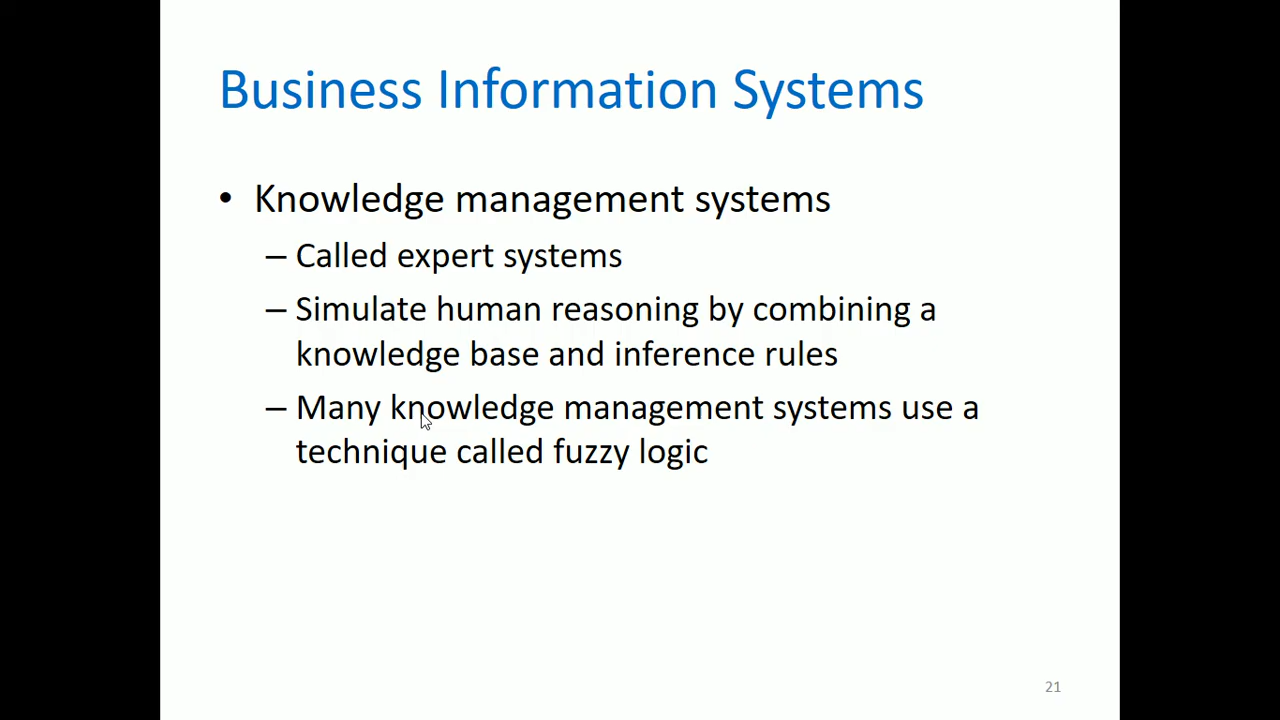 Business Information Systems
• Knowledge management systems
– Called expert systems
– Simulate human reasoning by combining a
knowledge base and inference rules
– Many knowledge management systems use a
technique called fuzzy logic
21